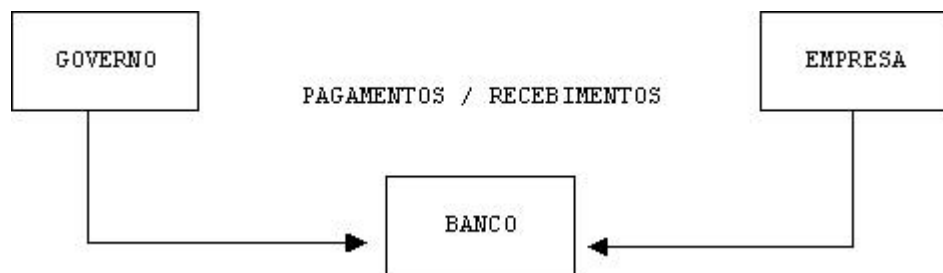 GOVERNO
EMPRESA
PAGAMENTOS / RECEBIMENTOS
BANCO